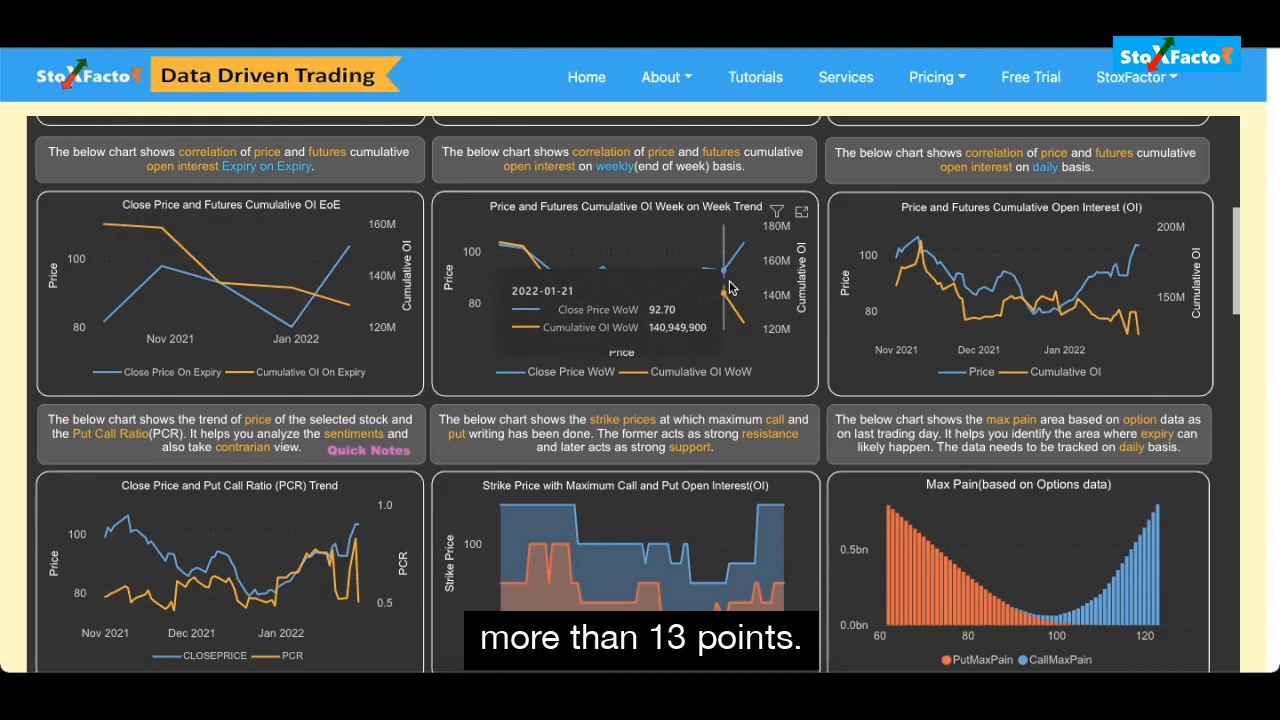 StoXFactoR
Data Driven Trading
Home
About
Tutorials
Services
Pricing
Free Trial
StoxFactor
StoXFactoR
The below chart shows correlation of price and futures cumulative
open interest Expiry on Expiry.
The below chart shows correlation of price and futures cumulative
open interest on weekly(end of week) basis.
The below chart shows correlation of price and futures cumulative
open interest on daily basis.
Close Price and Futures Cumulative OI EoE
160M
100
140M
80
120M
Price
Cumulative OI
Nov 2021
Jan 2022
Close Price On Expiry
Cumulative OI On Expiry
Price and Futures Cumulative OI Week on Week Trend
180M
100
160M
80
140M
120M
Price
Cumulative OI
2022-01-21
Close Price WoW 92.70
Cumulative OI WoW 140,949,900
Price
Close Price WoW
Cumulative OI WoW
Price and Futures Cumulative Open Interest (OI)
200M
100
150M
80
Price
Cumulative OI
Nov 2021
Dec 2021
Jan 2022
Price
Cumulative OI
The below chart shows the trend of price of the selected stock and
the Put Call Ratio(PCR). It helps you analyze the sentiments and
also take contrarian view.
Quick Notes
The below chart shows the strike prices at which maximum call and
put writing has been done. The former acts as strong resistance
and later acts as strong support.
The below chart shows the max pain area based on option data as
on last trading day. It helps you identify the area where expiry can
likely happen. The data needs to be tracked on daily basis.
Close Price and Put Call Ratio (PCR) Trend
1.0
100
80
0.5
Price
PCR
Nov 2021
Dec 2021
Jan 2022
CLOSEPRICE
PCR
Strike Price with Maximum Call and Put Open Interest(OI)
100
Strike Price
Max Pain(based on Options data)
0.5bn
0.0bn
60
80
100
120
PutMaxPain
CallMaxPain
more than 13 points.